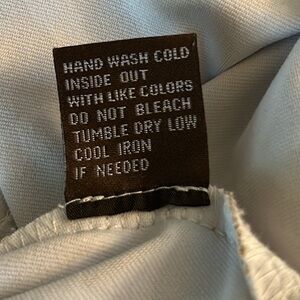 HAND WASH COLD
INSIDE OUT
WITH LIKE COLORS
DO NOT BLEACH
TUMBLE DRY LOW
COOL IRON
IF NEEDED